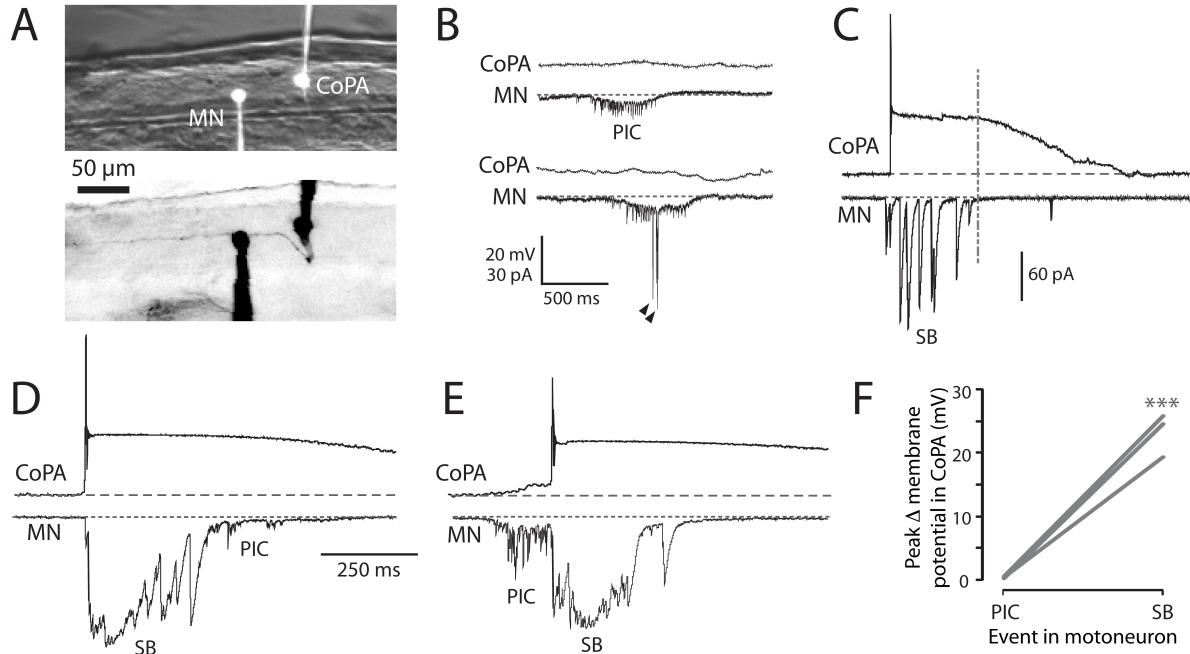 A
CoPA
MN
50 µm
B
CoPA
MN
PIC
CoPA
MN
20 mV
30 pA
500 ms
C
CoPA
MN
60 pA
SB
D
CoPA
MN
PIC
250 ms
SB
E
CoPA
MN
PIC
SB
F
Peak Δ membrane
potential in CoPA (mV)
30
20
10
0
***
PIC
SB
Event in motoneuron